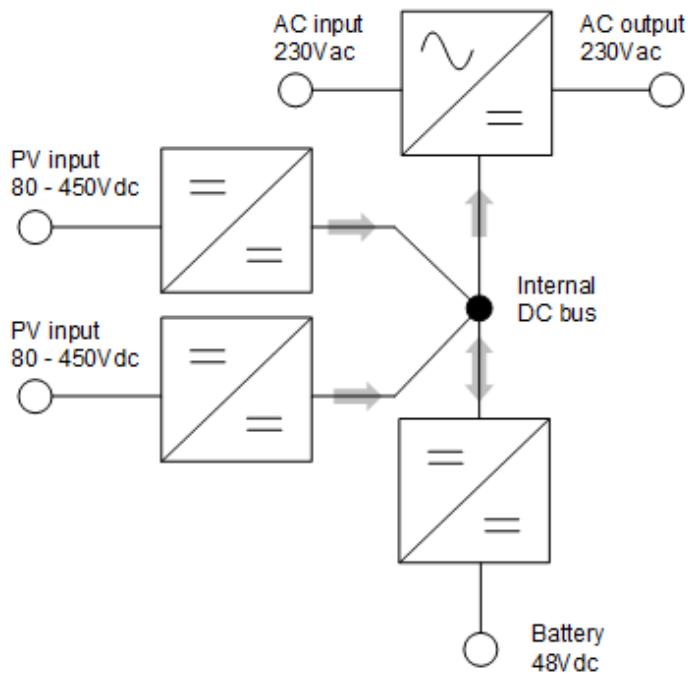 AC input
230Vac
AC output
230Vac
PV input
80 - 450Vdc
PV input
80 - 450Vdc
Internal
DC bus
Battery
48Vdc